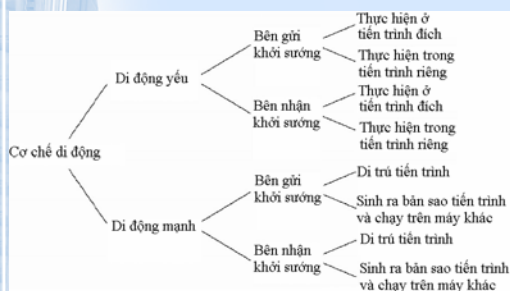 Cơ chế di động
Di động yếu
Bên gửi
khởi sướng
Thực hiện ở
tiến trình đích
Thực hiện trong
tiến trình riêng
Bên nhận
khởi sướng
Thực hiện ở
tiến trình đích
Thực hiện trong
tiến trình riêng
Di động mạnh
Bên gửi
khởi sướng
Di trú tiến trình
Sinh ra bản sao tiến trình
và chạy trên máy khác
Bên nhận
khởi sướng
Di trú tiến trình
Sinh ra bản sao tiến trình
và chạy trên máy khác